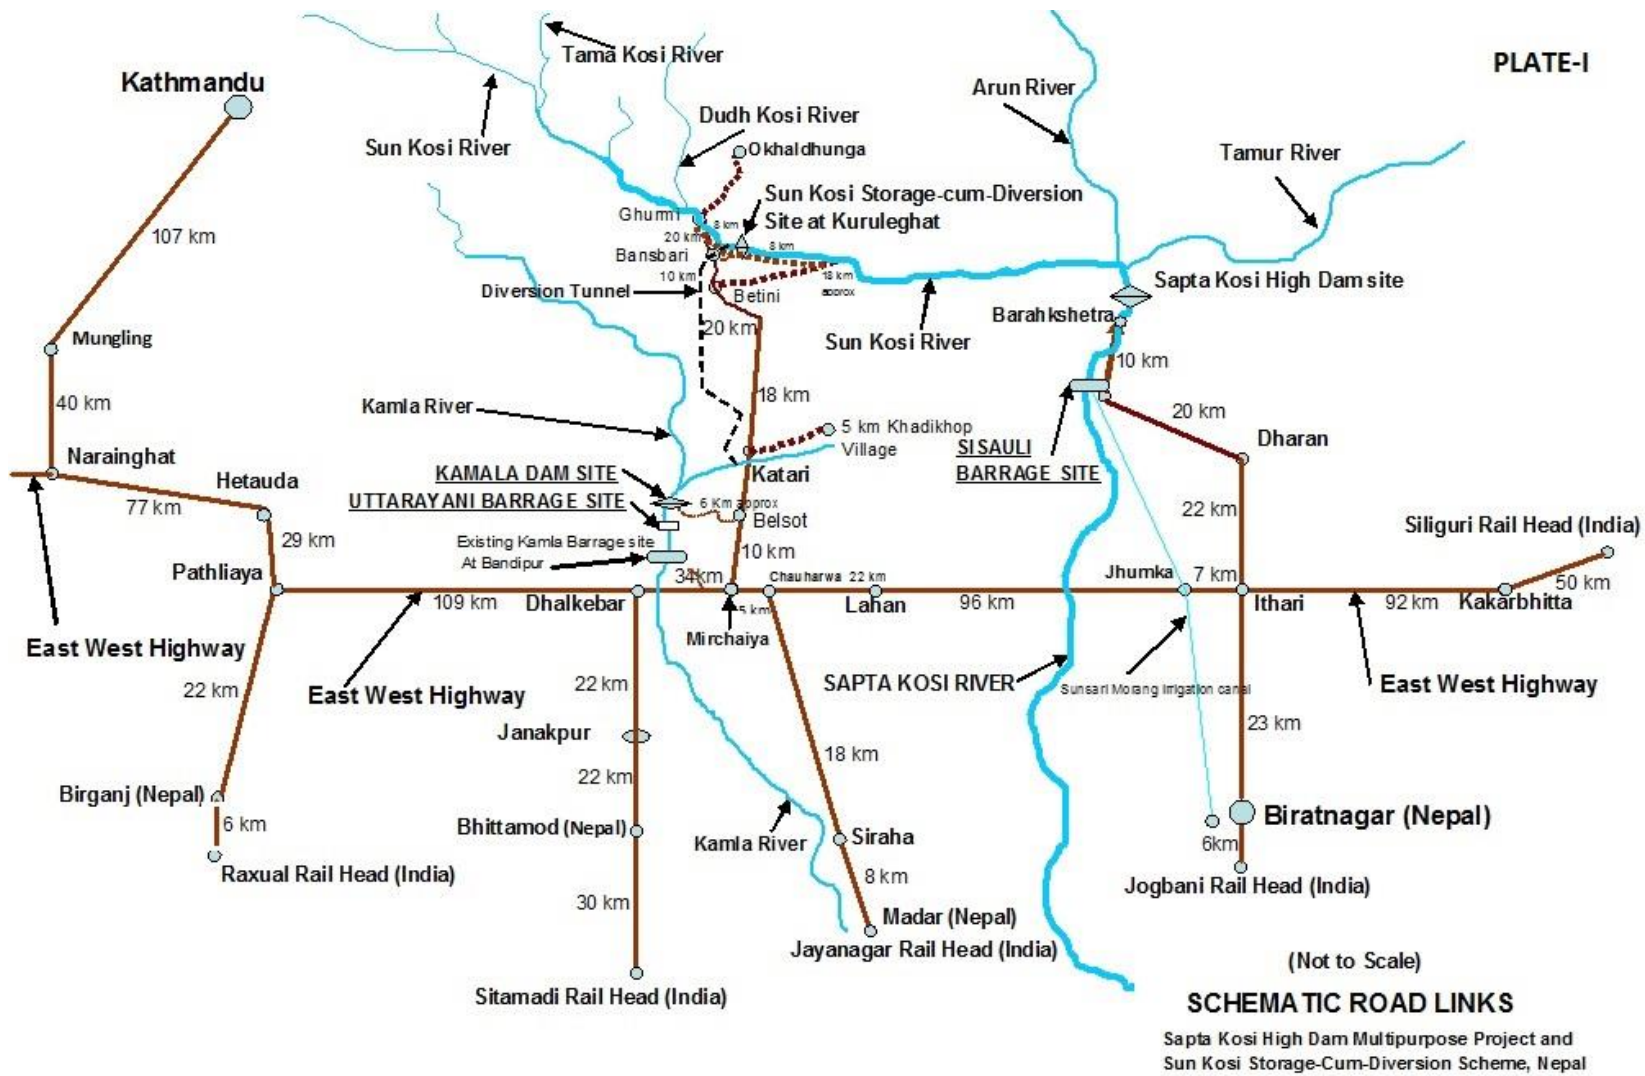 PLATE-I
Tama Kosi River
Kathmandu
Arun River
Dudh Kosi River
Sun Kosi River
Okhaldhunga
Tamur River
Sun Kosi Storage-cum-Diversion
Site at Kuruleghat
Ghurmi
8 km
20 km
107 km
8 km
Bansbari
10 km
18 km
approx
Sapta Kosi High Dam site
Diversion Tunnel
Betini
Barahkshetra
20 km
Mungling
Sun Kosi River
10 km
40 km
18 km
Kamla River
20 km
5 km Khadikhop
Village
Dharan
SISAULI
BARRAGE SITE
Narainghat
Katari
KAMALA DAM SITE
Hetauda
UTTARAYANI BARRAGE SITE
6 Km approx
77 km
22 km
Belsot
Siliguri Rail Head (India)
29 km
Existing Kamla Barrage site
At Bandipur
10 km
Pathliaya
34km
Chauharwa 22 km
Jhumka
7 km
50 km
109 km
Dhalkebar
5 km
Lahan
96 km
Ithari
92 km
Kakarbhitta
Mirchaiya
East West Highway
22 km
East West Highway
22 km
SAPTA KOSI RIVER
Sunsari Morang irrigation canal
East West Highway
Janakpur
23 km
18 km
22 km
Birganj (Nepal)
6 km
Bhittamod (Nepal)
Kamla River
Siraha
Biratnagar (Nepal)
6km
Raxual Rail Head (India)
8 km
Jogbani Rail Head (India)
30 km
Madar (Nepal)
Jayanagar Rail Head (India)
(Not to Scale)
Sitamadi Rail Head (India)
SCHEMATIC ROAD LINKS
Sapta Kosi High Dam Multipurpose Project and
Sun Kosi Storage-Cum-Diversion Scheme, Nepal